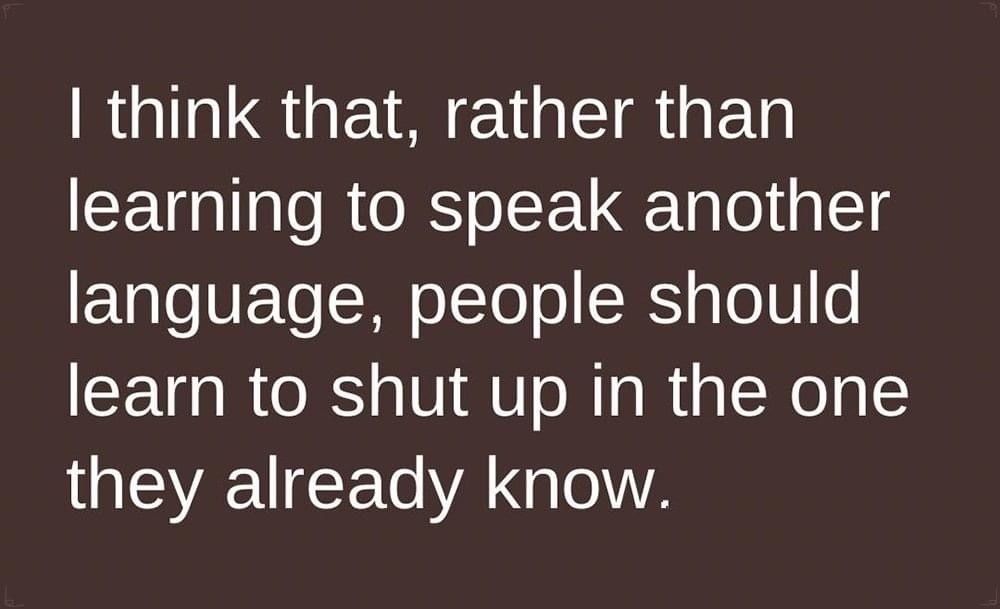 I think that, rather than
learning to speak another
language, people should
learn to shut up in the one
they already know.